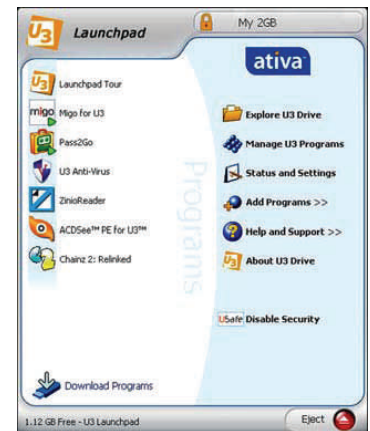 U3 Launchpad
My 2GB
ativa
U3 Launchpad Tour
migo Migo for U3
Pass2Go
U3 Anti-Virus
ZinioReader
ACDSee™ PE for U3™
Chainz 2: Relinked
Download Programs
Programs
Explore U3 Drive
Manage U3 Programs
Status and Settings
Add Programs >>
Help and Support >>
U3 About U3 Drive
USafe Disable Security
1.12 GB Free - U3 Launchpad
Eject